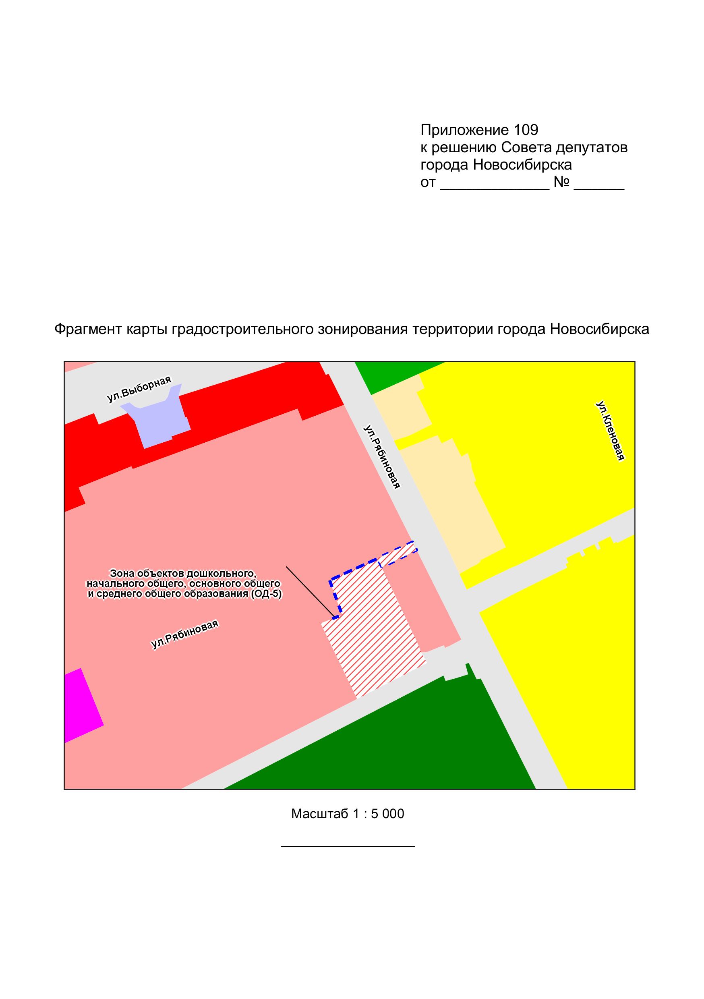 Приложение 109
к решению Совета депутатов
города Новосибирска
от _____________ № ______
Фрагмент карты градостроительного зонирования территории города Новосибирска
ул.Выборная
ул.Кленовая
ул.Рябиновая
Зона объектов дошкольного,
начального общего, основного общего
и среднего общего образования (ОД-5)
ул.Рябиновая
Масштаб 1 : 5 000